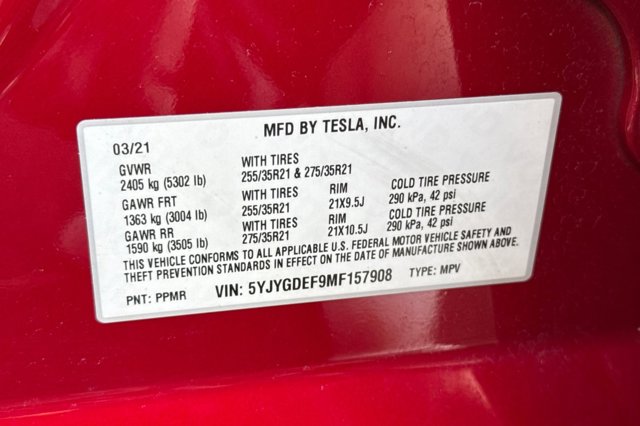 MFD BY TESLA, INC.
03/21
GVWR WITH TIRES
2405 kg (5302 lb) 255/35R21 & 275/35R21
GAWR FRT WITH TIRES RIM COLD TIRE PRESSURE
1363 kg (3004 lb) 255/35R21 21X9.5J 290 kPa, 42 psi
GAWR RR WITH TIRES RIM COLD TIRE PRESSURE
1590 kg (3505 lb) 275/35R21 21X10.5J 290 kPa, 42 psi
THIS VEHICLE CONFORMS TO ALL APPLICABLE U.S. FEDERAL MOTOR VEHICLE SAFETY AND
THEFT PREVENTION STANDARDS IN EFFECT ON THE DATE OF MANUFACTURE SHOWN ABOVE.
PNT: PPMR VIN: 5YJYGDEF9MF157908 TYPE: MPV